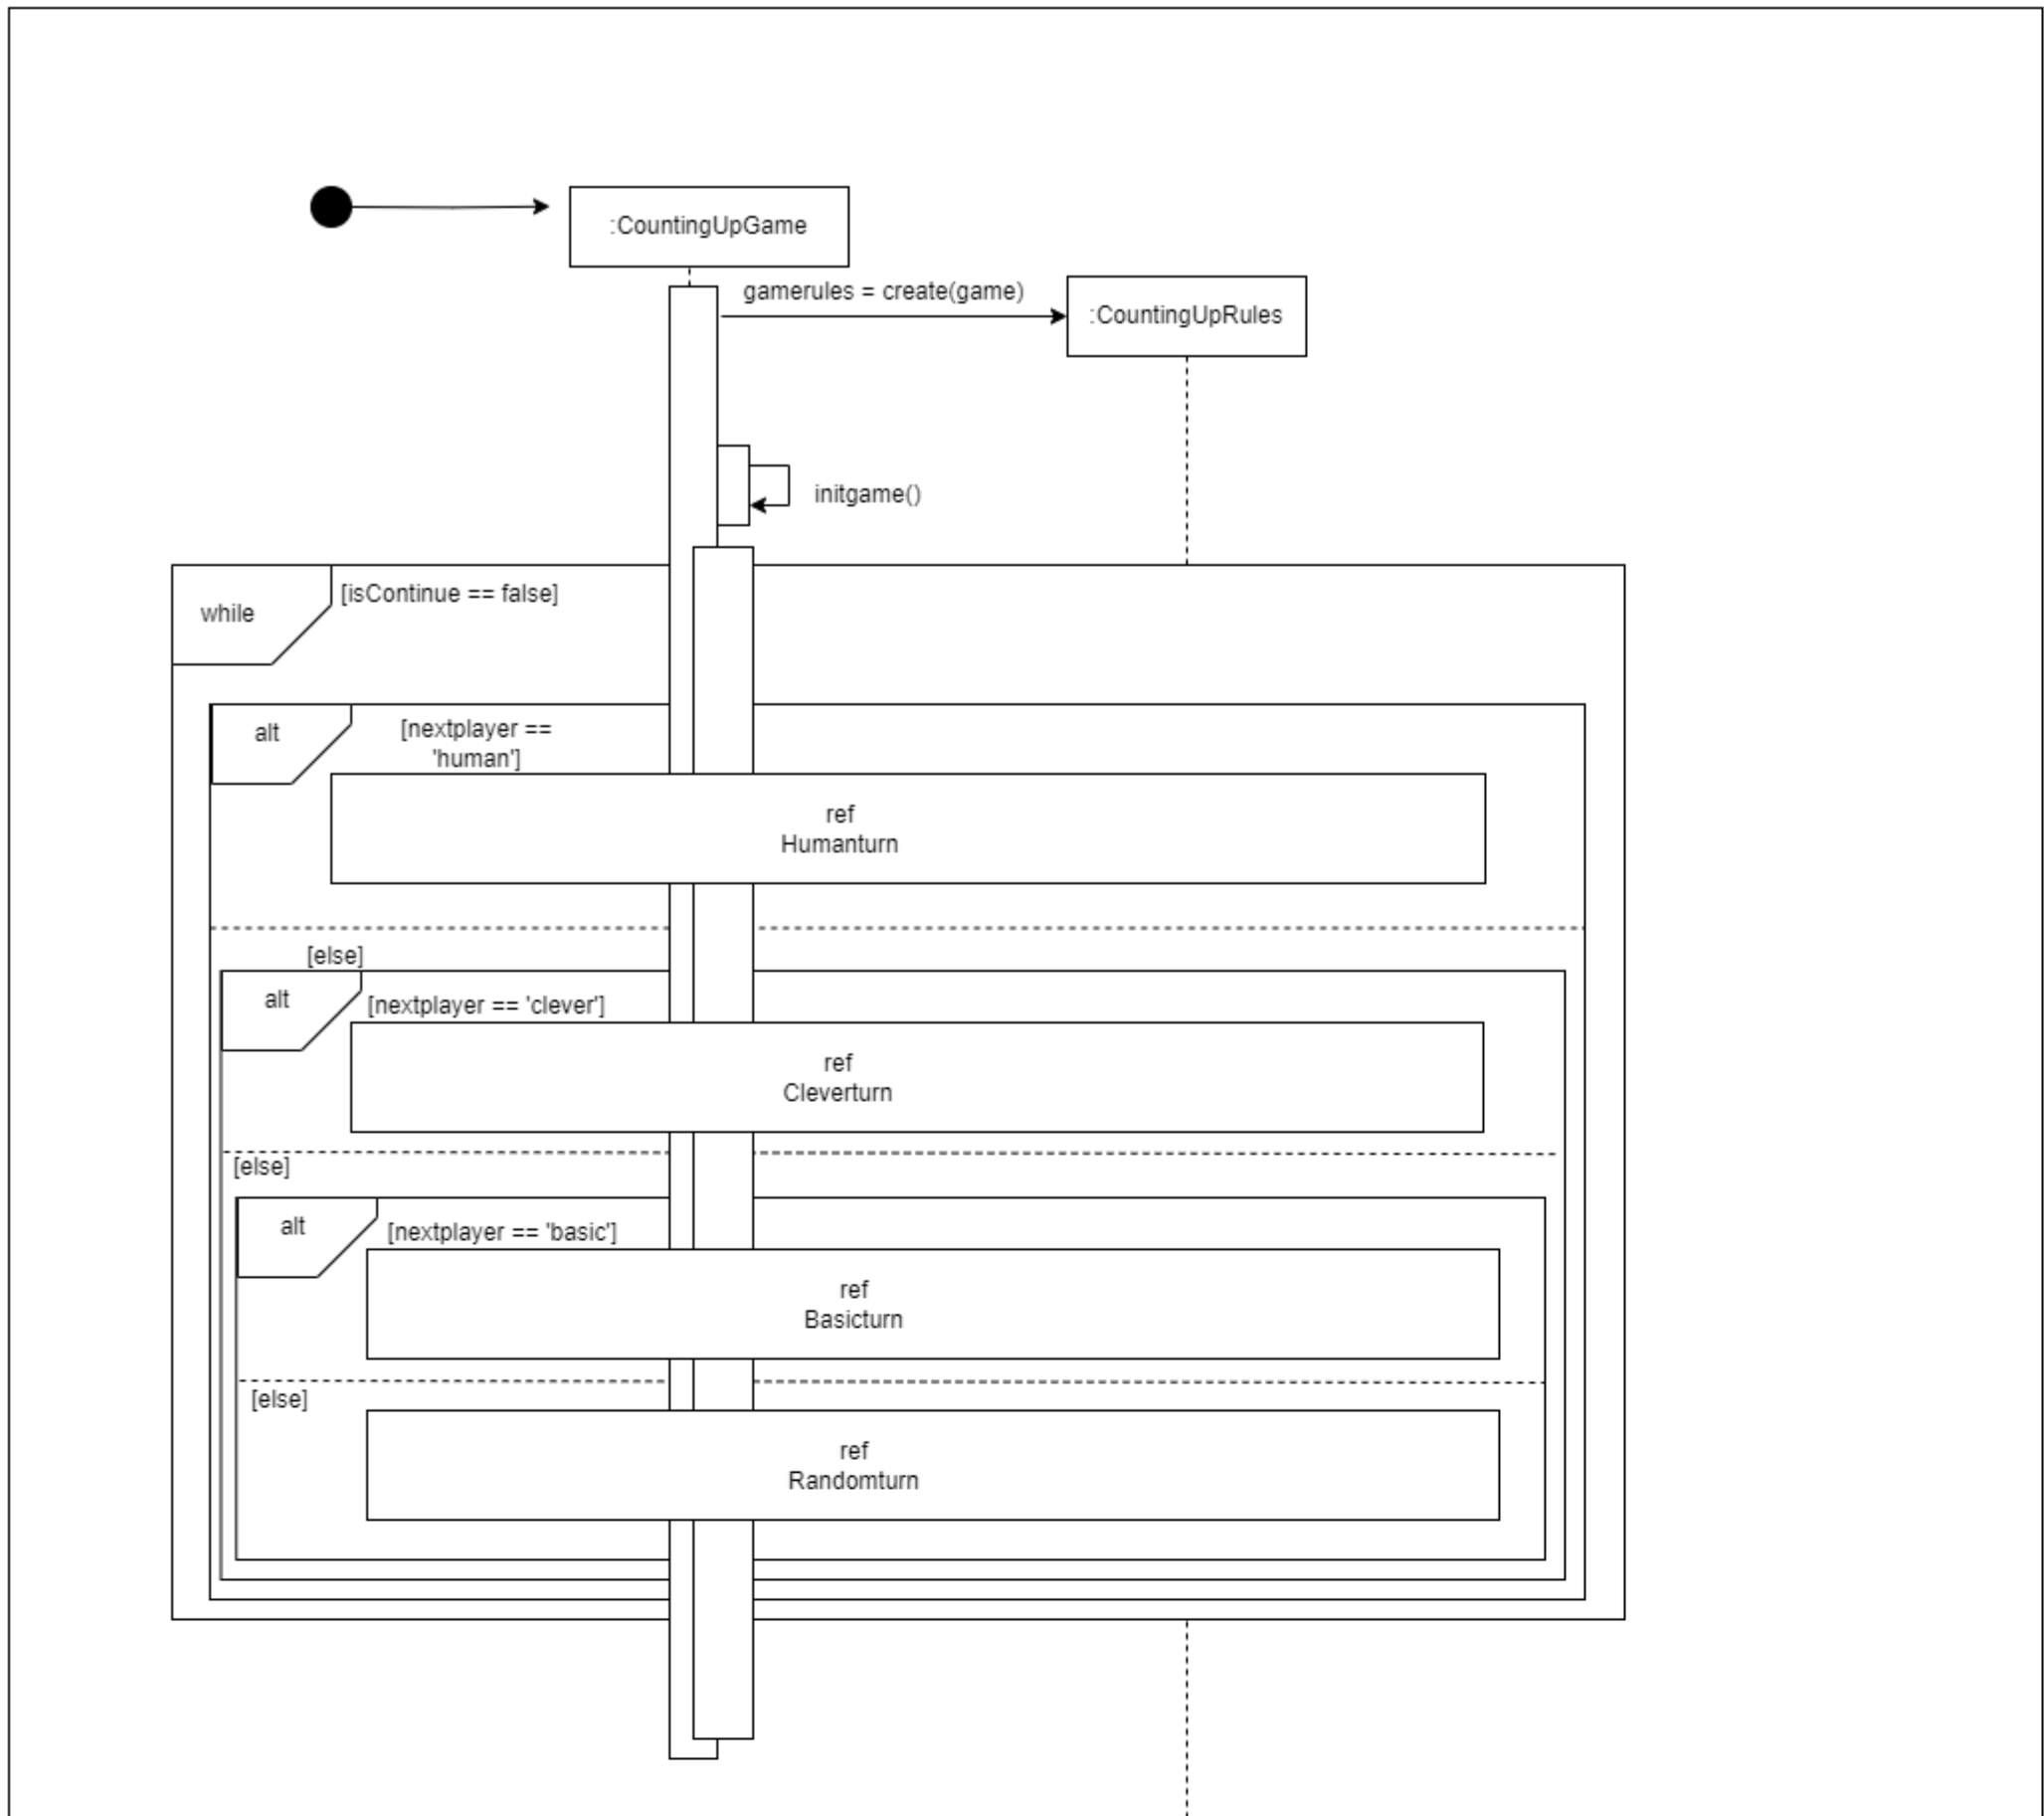 :CountingUpGame
gamerules = create(game)
:CountingUpRules
initgame()
while
[isContinue == false]
alt
[nextplayer ==
'human']
ref
Humanturn
[else]
alt
[nextplayer == 'clever']
ref
Cleverturn
[else]
alt
[nextplayer == 'basic']
ref
Basicturn
[else]
ref
Randomturn